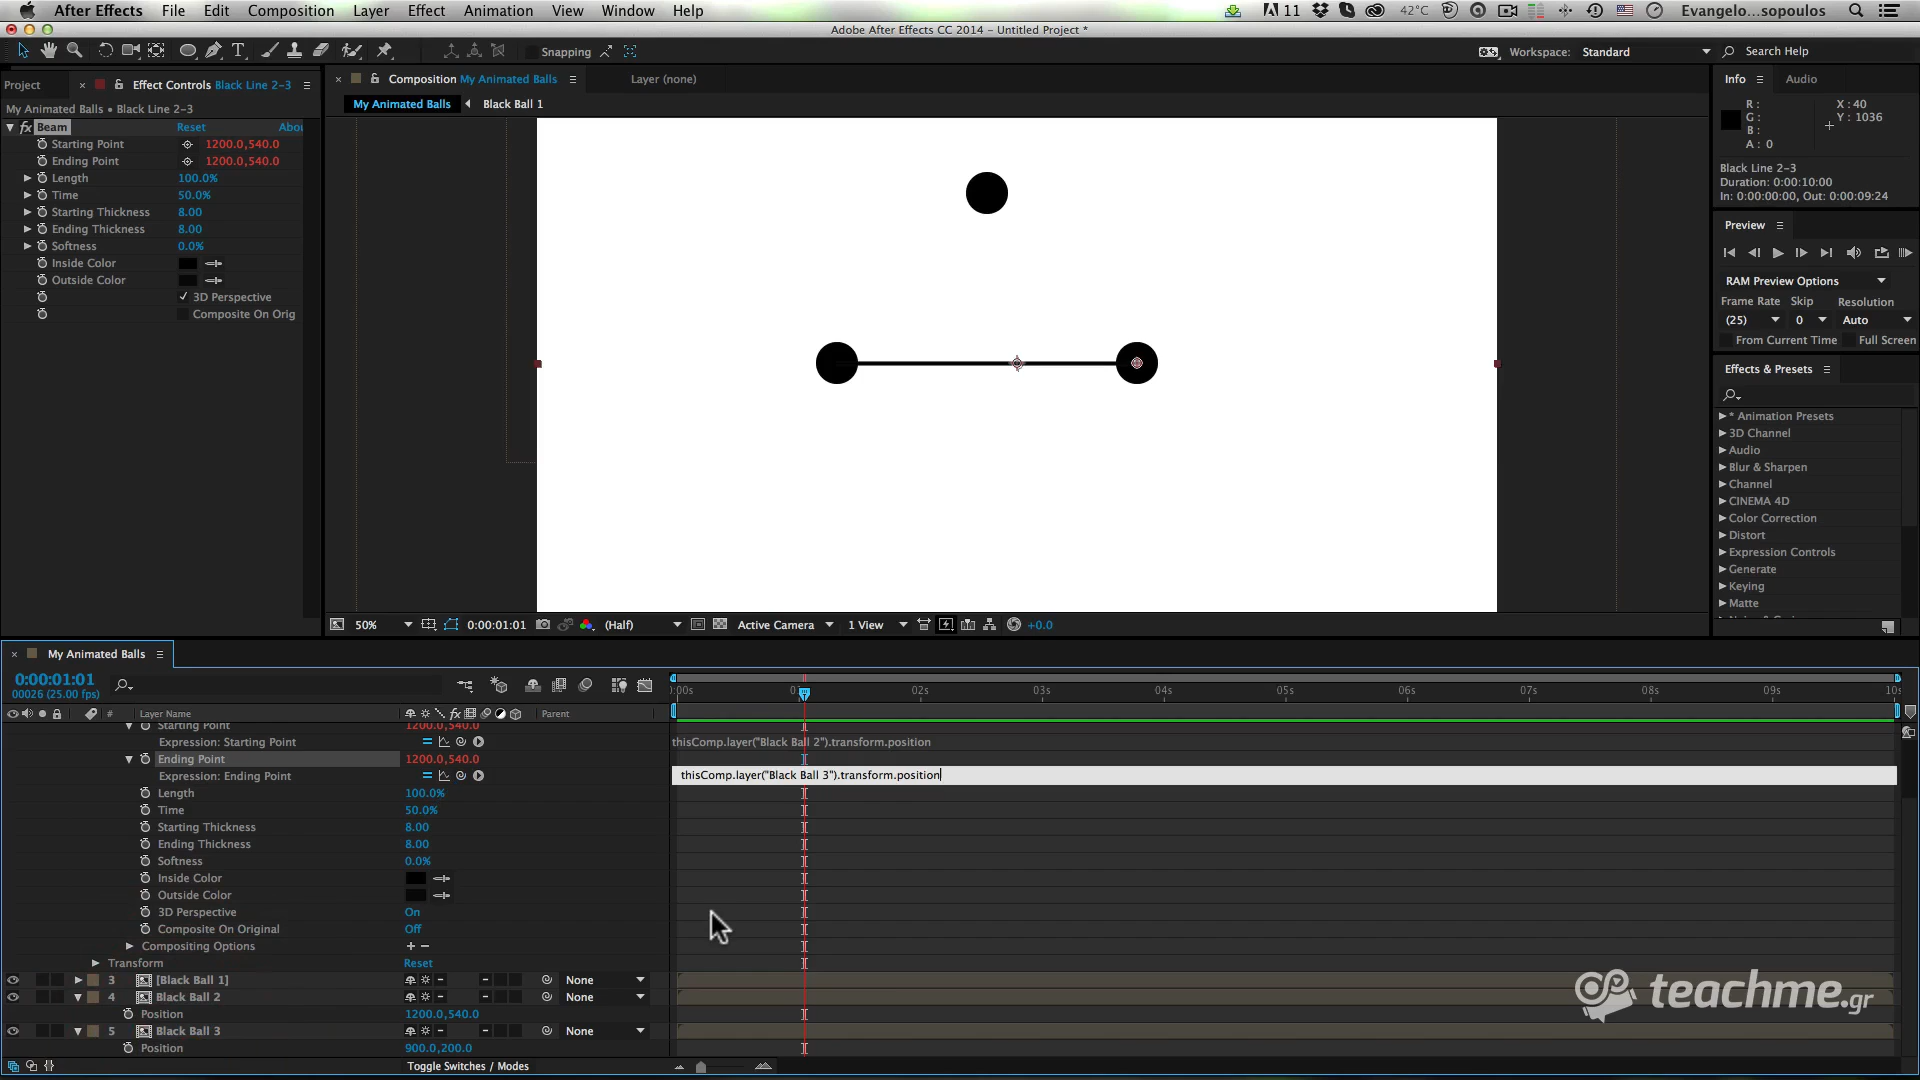 After Effects File Edit Composition Layer Effect Animation View Window Help 11 42°C Evangelo...sopoulos
Adobe After Effects CC 2014 - Untitled Project *
T Snapping Workspace: Standard Search Help
Project × Effect Controls Black Line 2-3
My Animated Balls • Black Line 2-3
fx Beam Reset Abou
Starting Point 1200.0,540.0
Ending Point 1200.0,540.0
Length 100.0%
Time 50.0%
Starting Thickness 8.00
Ending Thickness 8.00
Softness 0.0%
Inside Color
Outside Color
3D Perspective
Composite On Orig
× Composition My Animated Balls Layer (none)
My Animated Balls Black Ball 1
50% 0:00:01:01 (Half) Active Camera 1 View +0.0
Info Audio
R: X: 40
G: Y: 1036
B:
A: 0
Black Line 2-3
Duration: 0:00:10:00
In: 0:00:00:00, Out: 0:00:09:24
Preview
RAM Preview Options
Frame Rate Skip Resolution
(25) 0 Auto
From Current Time Full Screen
Effects & Presets
* Animation Presets
3D Channel
Audio
Blur & Sharpen
Channel
CINEMA 4D
Color Correction
Distort
Expression Controls
Generate
Keying
Matte
× My Animated Balls
0:00:01:01
00026 (25.00 fps)
:00s 02s 03s 04s 05s 06s 07s 08s 09s 10s
# Layer Name fx Parent
Starting Point 1200.0,540.0
Expression: Starting Point thisComp.layer("Black Ball 2").transform.position
Ending Point 1200.0,540.0
Expression: Ending Point thisComp.layer("Black Ball 3").transform.position
Length 100.0%
Time 50.0%
Starting Thickness 8.00
Ending Thickness 8.00
Softness 0.0%
Inside Color
Outside Color
3D Perspective On
Composite On Original Off
Compositing Options + −
Transform Reset
3 [Black Ball 1] None
4 Black Ball 2 None
Position 1200.0,540.0
5 Black Ball 3 None
Position 900.0,200.0
Toggle Switches / Modes
teachme.gr